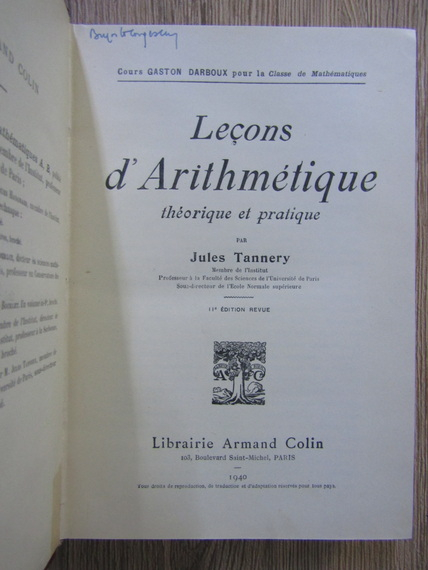 Cours GASTON DARBOUX pour la Classe de Mathématiques
Leçons
d'Arithmétique
théorique et pratique
PAR
Jules Tannery
Membre de l'Institut
Professeur à la Faculté des Sciences de l'Université de Paris
Sous-directeur de l'École Normale supérieure
11e ÉDITION REVUE
A C
Librairie Armand Colin
103, Boulevard Saint-Michel, PARIS
1940
Tous droits de reproduction, de traduction et d'adaptation réservés pour tous pays.